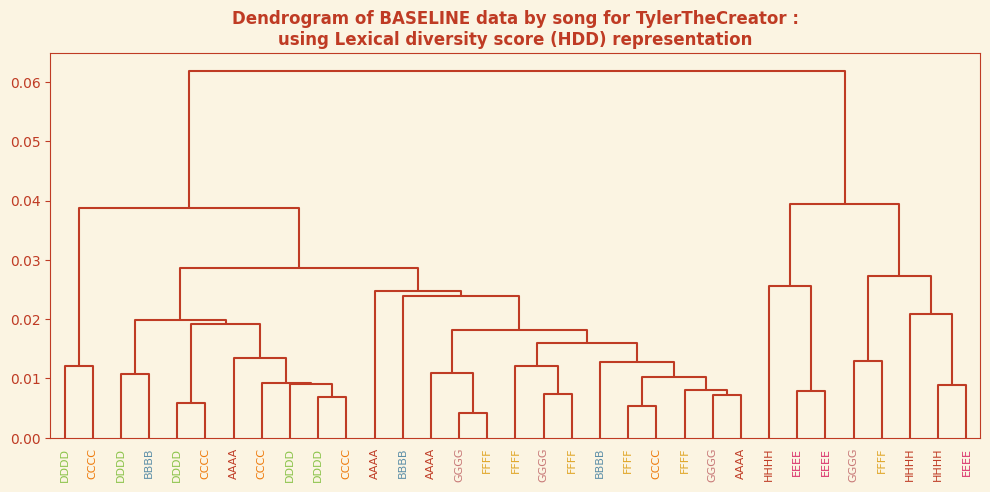 Dendrogram of BASELINE data by song for TylerTheCreator :
using Lexical diversity score (HDD) representation
0.06
0.05
0.04
0.03
0.02
0.01
0.00
DDDD CCCC DDDD BBBB DDDD CCCC AAAA CCCC DDDD DDDD CCCC AAAA BBBB AAAA GGGG FFFF FFFF GGGG FFFF BBBB FFFF CCCC FFFF GGGG AAAA HHHH EEEE EEEE GGGG FFFF HHHH HHHH EEEE